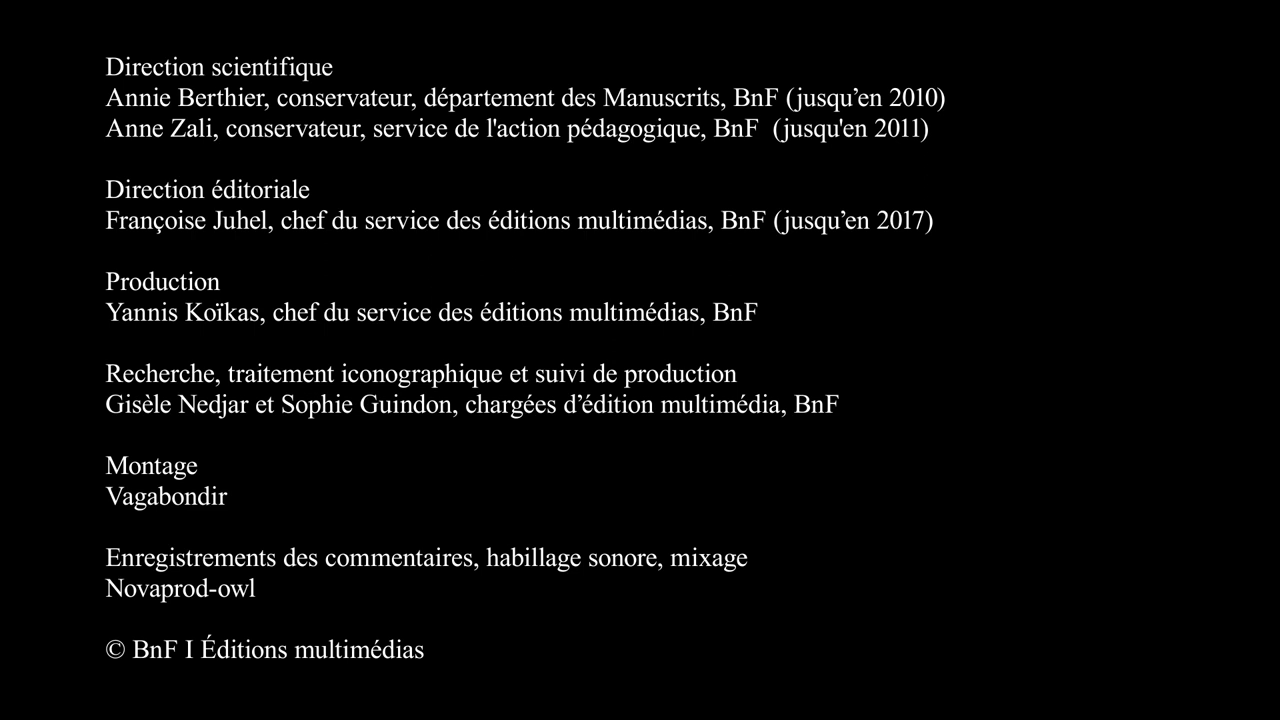 Direction scientifique
Annie Berthier, conservateur, département des Manuscrits, BnF (jusqu’en 2010)
Anne Zali, conservateur, service de l'action pédagogique, BnF  (jusqu'en 2011)
Direction éditoriale
Françoise Juhel, chef du service des éditions multimédias, BnF (jusqu’en 2017)
Production
Yannis Koïkas, chef du service des éditions multimédias, BnF
Recherche, traitement iconographique et suivi de production
Gisèle Nedjar et Sophie Guindon, chargées d’édition multimédia, BnF
Montage
Vagabondir
Enregistrements des commentaires, habillage sonore, mixage
Novaprod-owl
© BnF I Éditions multimédias